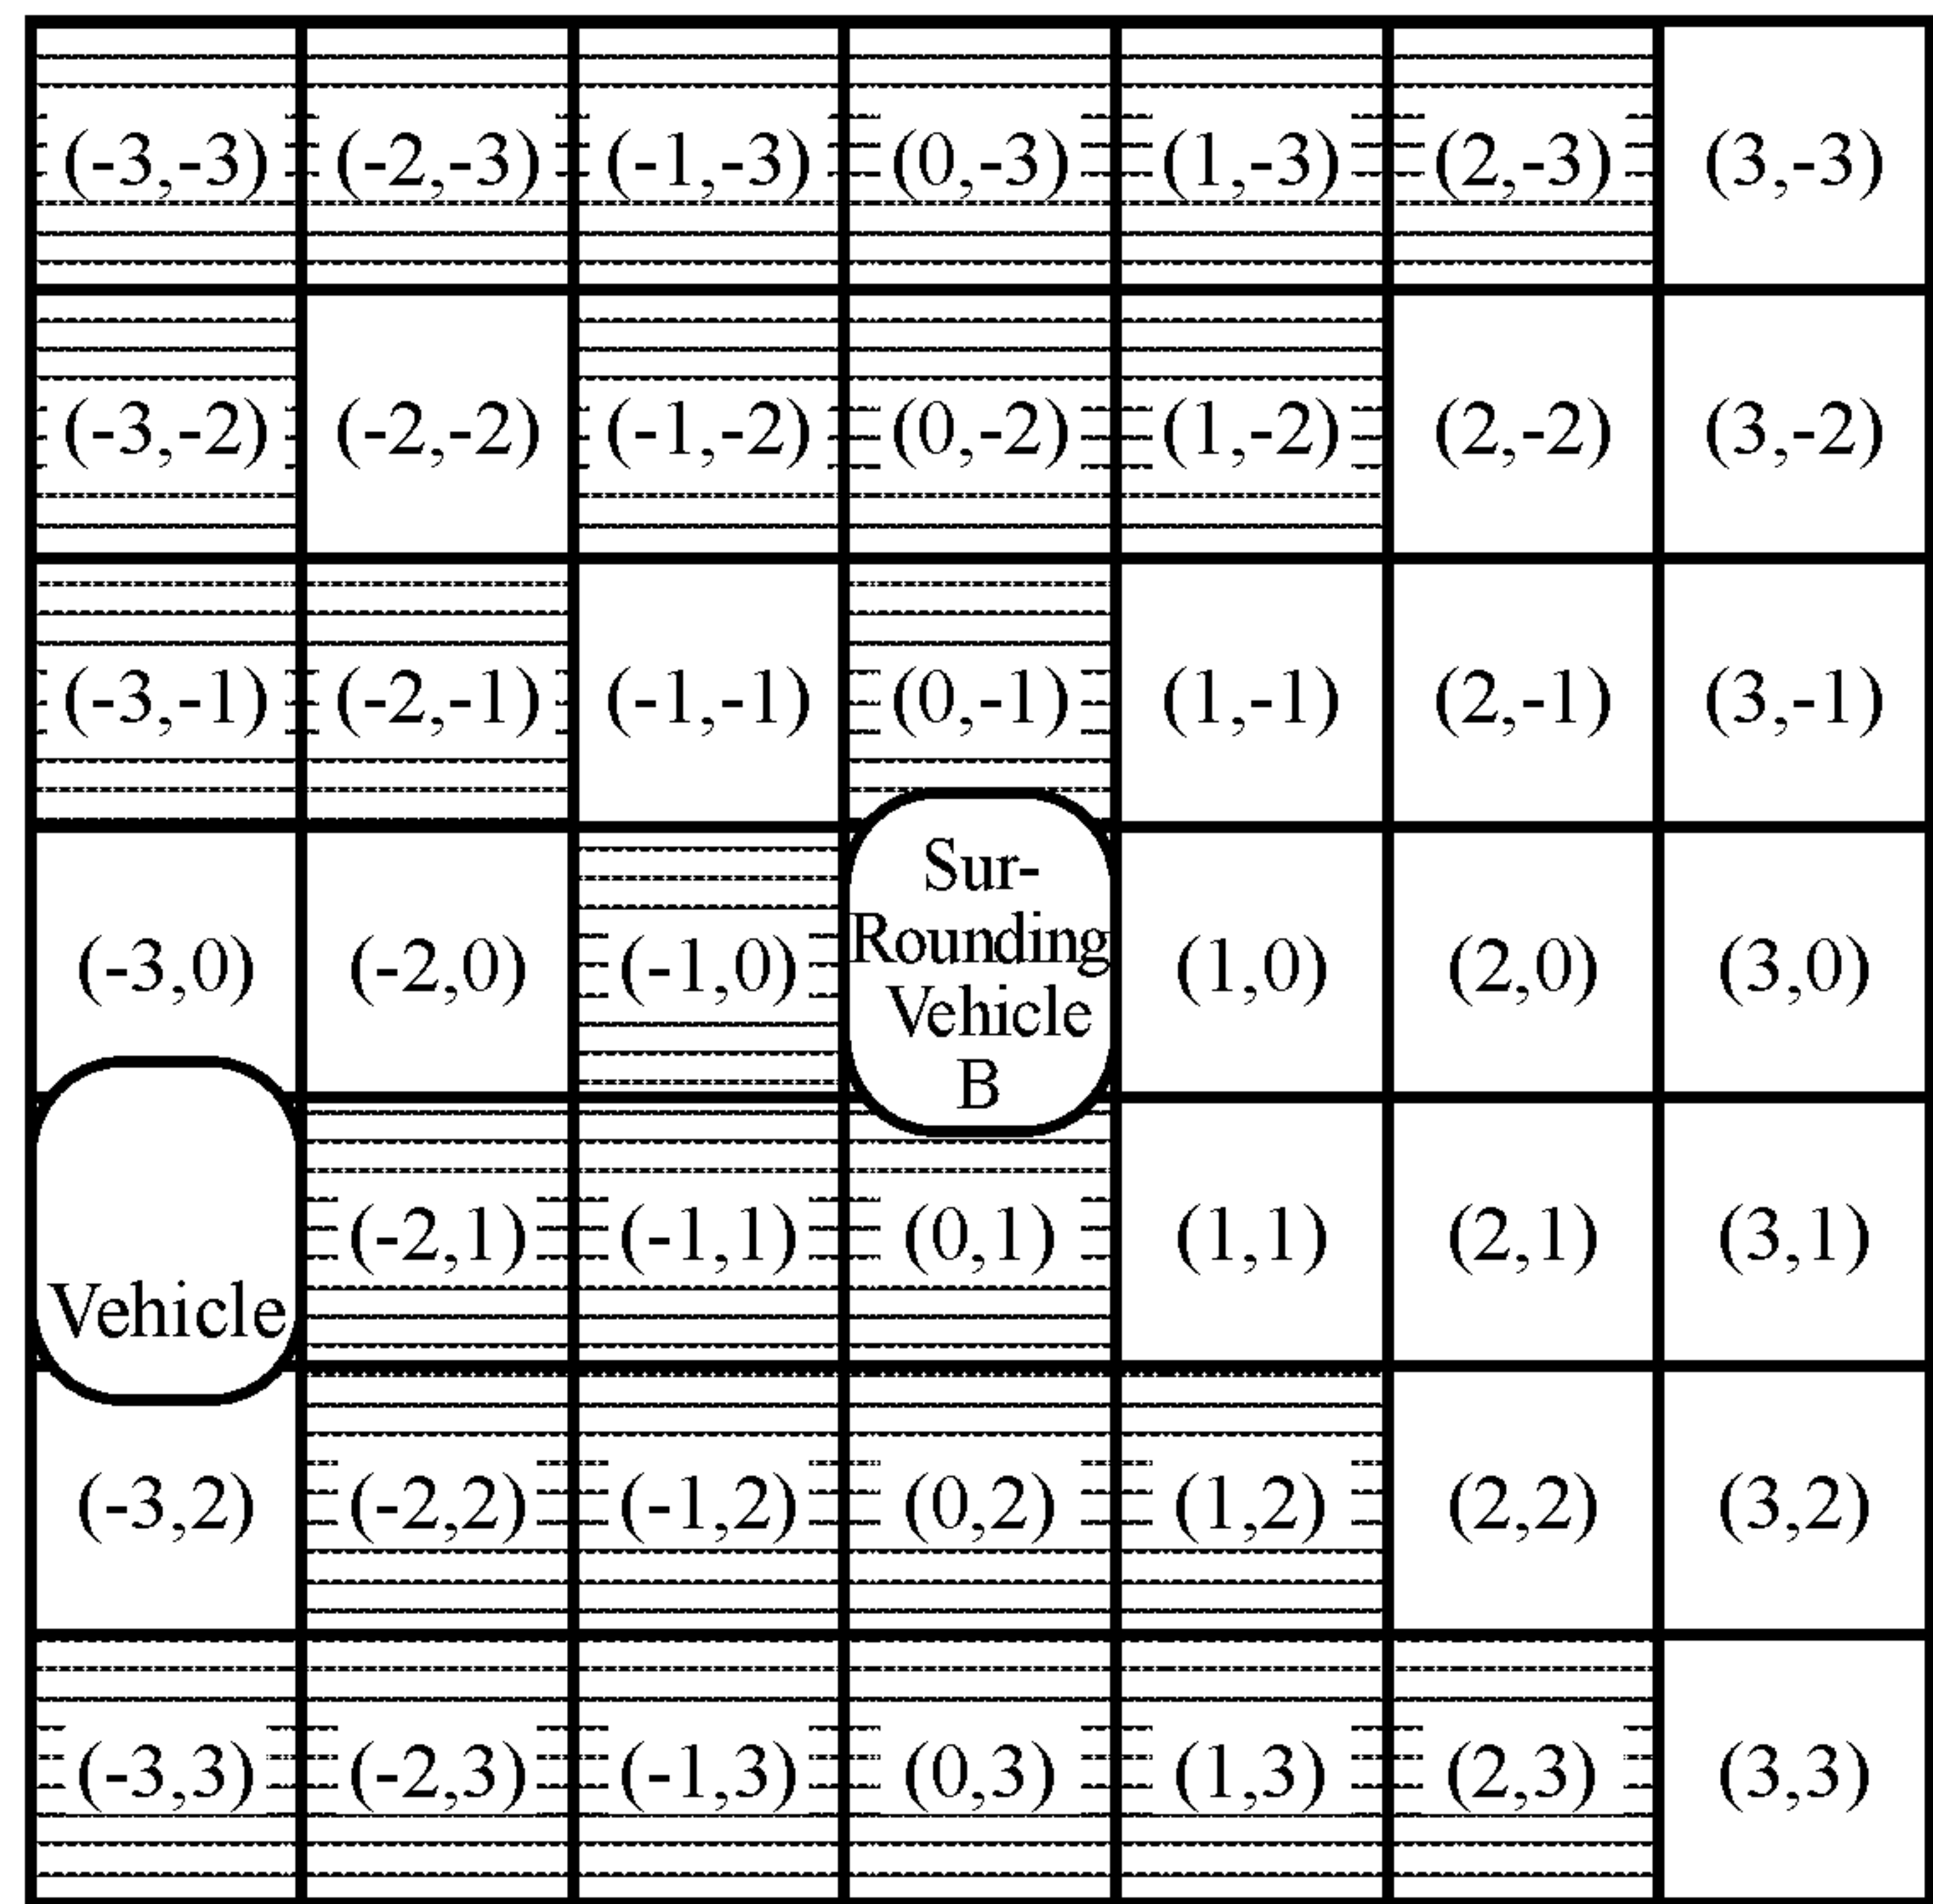 (-3,-3) (-2,-3) (-1,-3) (0,-3) (1,-3) (2,-3) (3,-3)
(-3,-2) (-2,-2) (-1,-2) (0,-2) (1,-2) (2,-2) (3,-2)
(-3,-1) (-2,-1) (-1,-1) (0,-1) (1,-1) (2,-1) (3,-1)
(-3,0) (-2,0) (-1,0)
Sur-
Rounding
Vehicle
B
(1,0) (2,0) (3,0)
Vehicle
(-2,1) (-1,1) (0,1) (1,1) (2,1) (3,1)
(-3,2) (-2,2) (-1,2) (0,2) (1,2) (2,2) (3,2)
(-3,3) (-2,3) (-1,3) (0,3) (1,3) (2,3) (3,3)